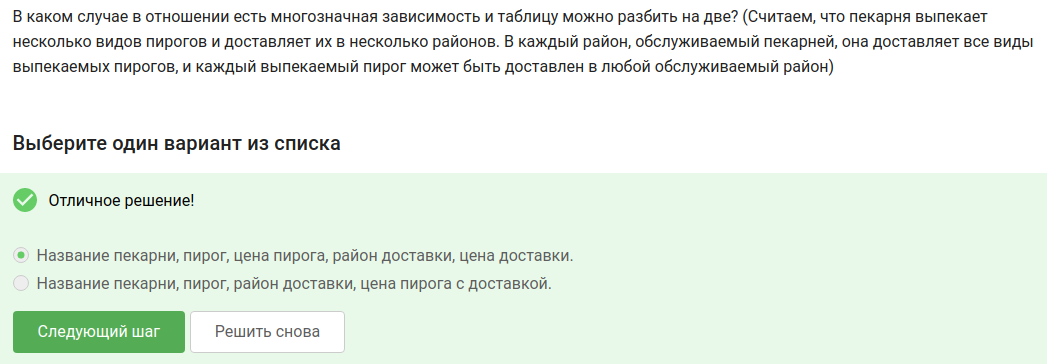 В каком случае в отношении есть многозначная зависимость и таблицу можно разбить на две? (Считаем, что пекарня выпекает
несколько видов пирогов и доставляет их в несколько районов. В каждый район, обслуживаемый пекарней, она доставляет все виды
выпекаемых пирогов, и каждый выпекаемый пирог может быть доставлен в любой обслуживаемый район)
Выберите один вариант из списка
Отличное решение!
Название пекарни, пирог, цена пирога, район доставки, цена доставки.
Название пекарни, пирог, район доставки, цена пирога с доставкой.
Следующий шаг Решить снова